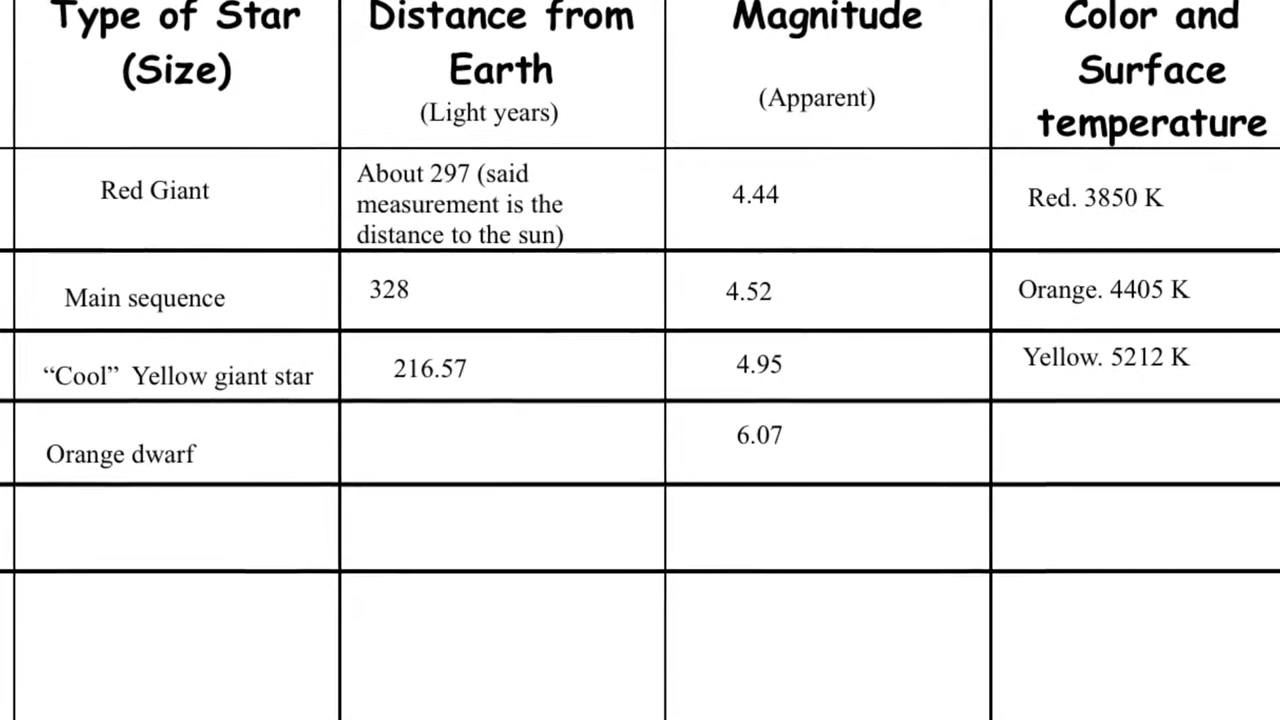 Type of Star
(Size)
Distance from
Earth
(Light years)
Magnitude
(Apparent)
Color and
Surface
temperature
Red Giant
About 297 (said
measurement is the
distance to the sun)
4.44
Red. 3850 K
Main sequence
328
4.52
Orange. 4405 K
“Cool”  Yellow giant star
216.57
4.95
Yellow. 5212 K
Orange dwarf
6.07